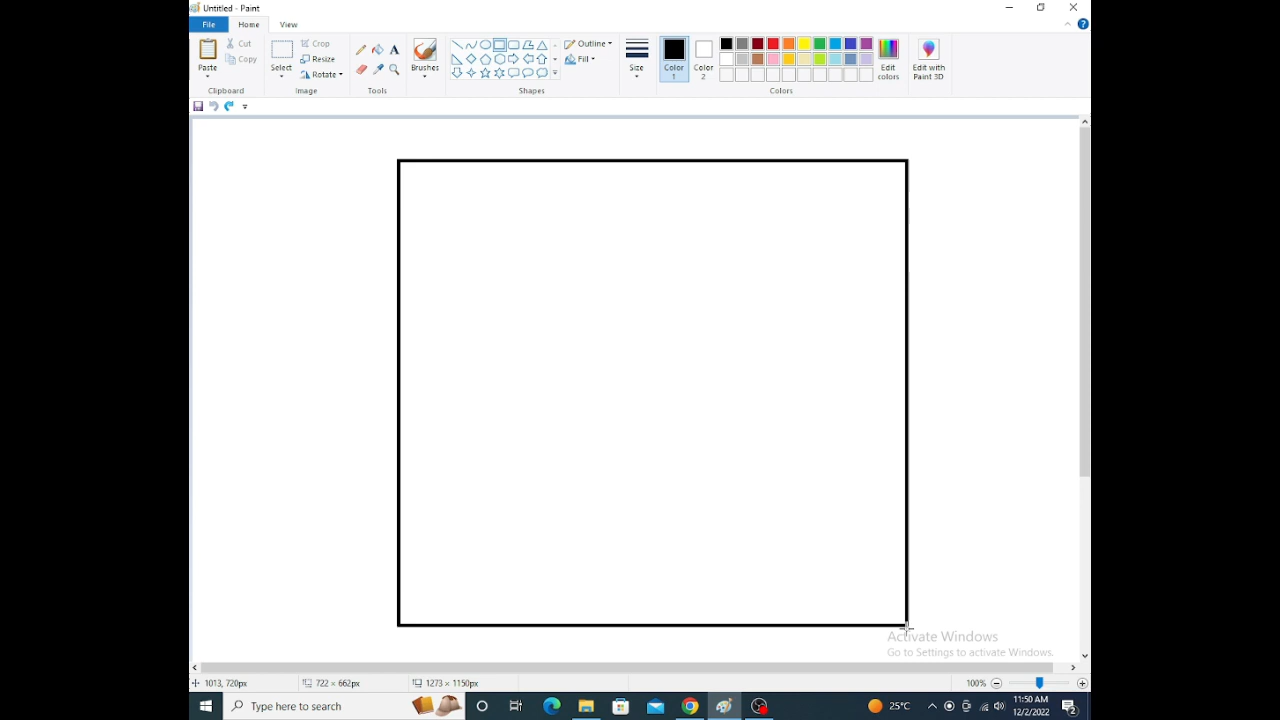 Untitled - Paint
File Home View
Paste
Cut
Copy
Clipboard
Select
Crop
Resize
Rotate
Image
Tools
Brushes
Shapes
Outline
Fill
Size
Color 1
Color 2
Edit colors
Colors
Edit with Paint 3D
Activate Windows
Go to Settings to activate Windows.
1013, 720px 722 × 662px 1273 × 1150px 100%
Type here to search 25°C 11:50 AM
12/2/2022
2